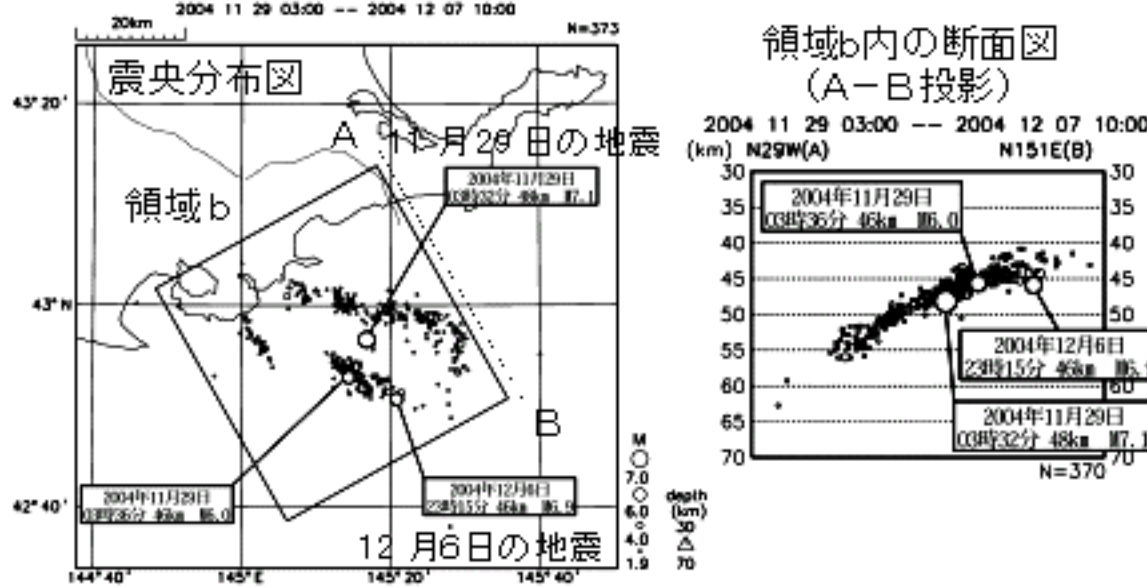 2004 11 29 03:00 -- 2004 12 07 10:00
20km
N=373
震央分布図
43°20'
A
11月29日の地震
2004年11月29日
03時32分 48km M7.1
領域b
43°N
B
2004年11月29日
03時36分 46km M6.0
2004年12月6日
23時15分 46km M6.9
42°40'
12月6日の地震
144°40'
145°E
145°20'
145°40'
M
7.0
6.0
4.0
1.9
depth
(km)
30
70
領域b内の断面図
(A－B投影)
2004 11 29 03:00 -- 2004 12 07 10:00
(km) N29W(A) N151E(B)
30 30
35 35
40 40
45 45
50 50
55
60 60
65 65
70 70
2004年11月29日
03時36分 46km M6.0
2004年12月6日
23時15分 46km
2004年11月29日
03時32分 48km M7.1
N=370